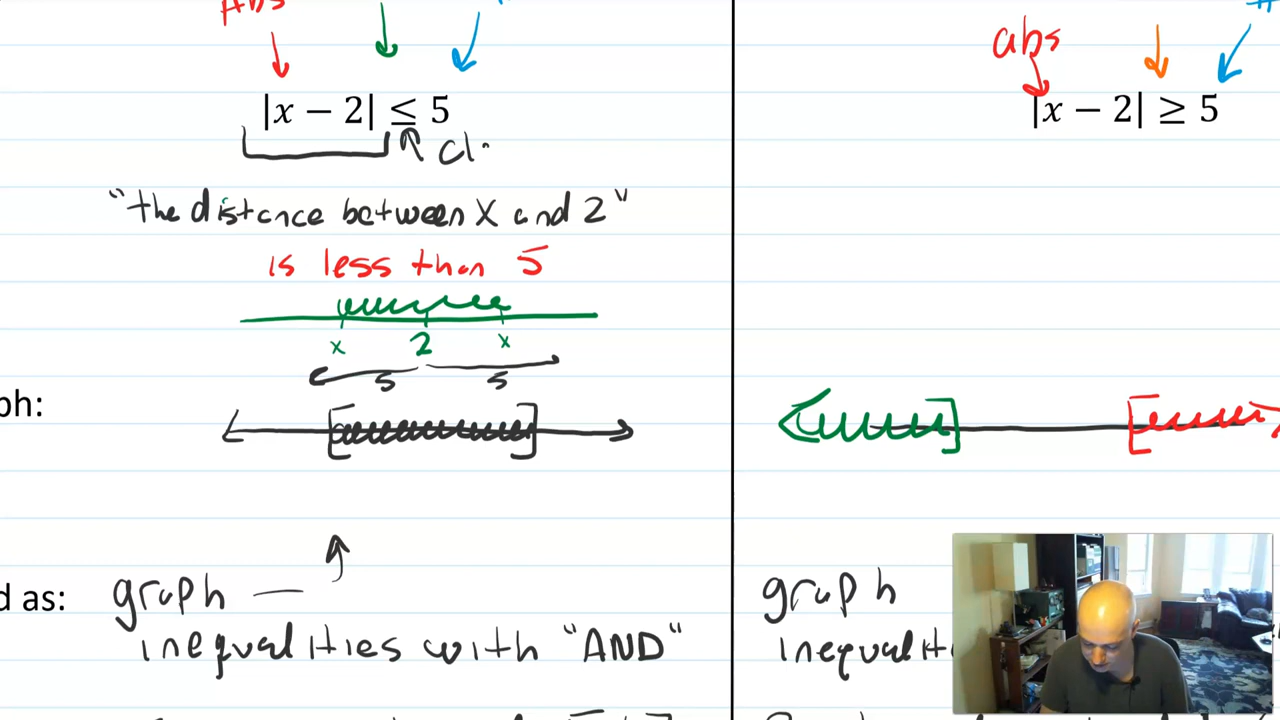 Abs
|x − 2| ≤ 5
"the distance between x and 2"
is less than 5
x 2 x
5 5
ph:
d as: graph —
inequalities with "AND"
abs
|x − 2| ≥ 5
graph